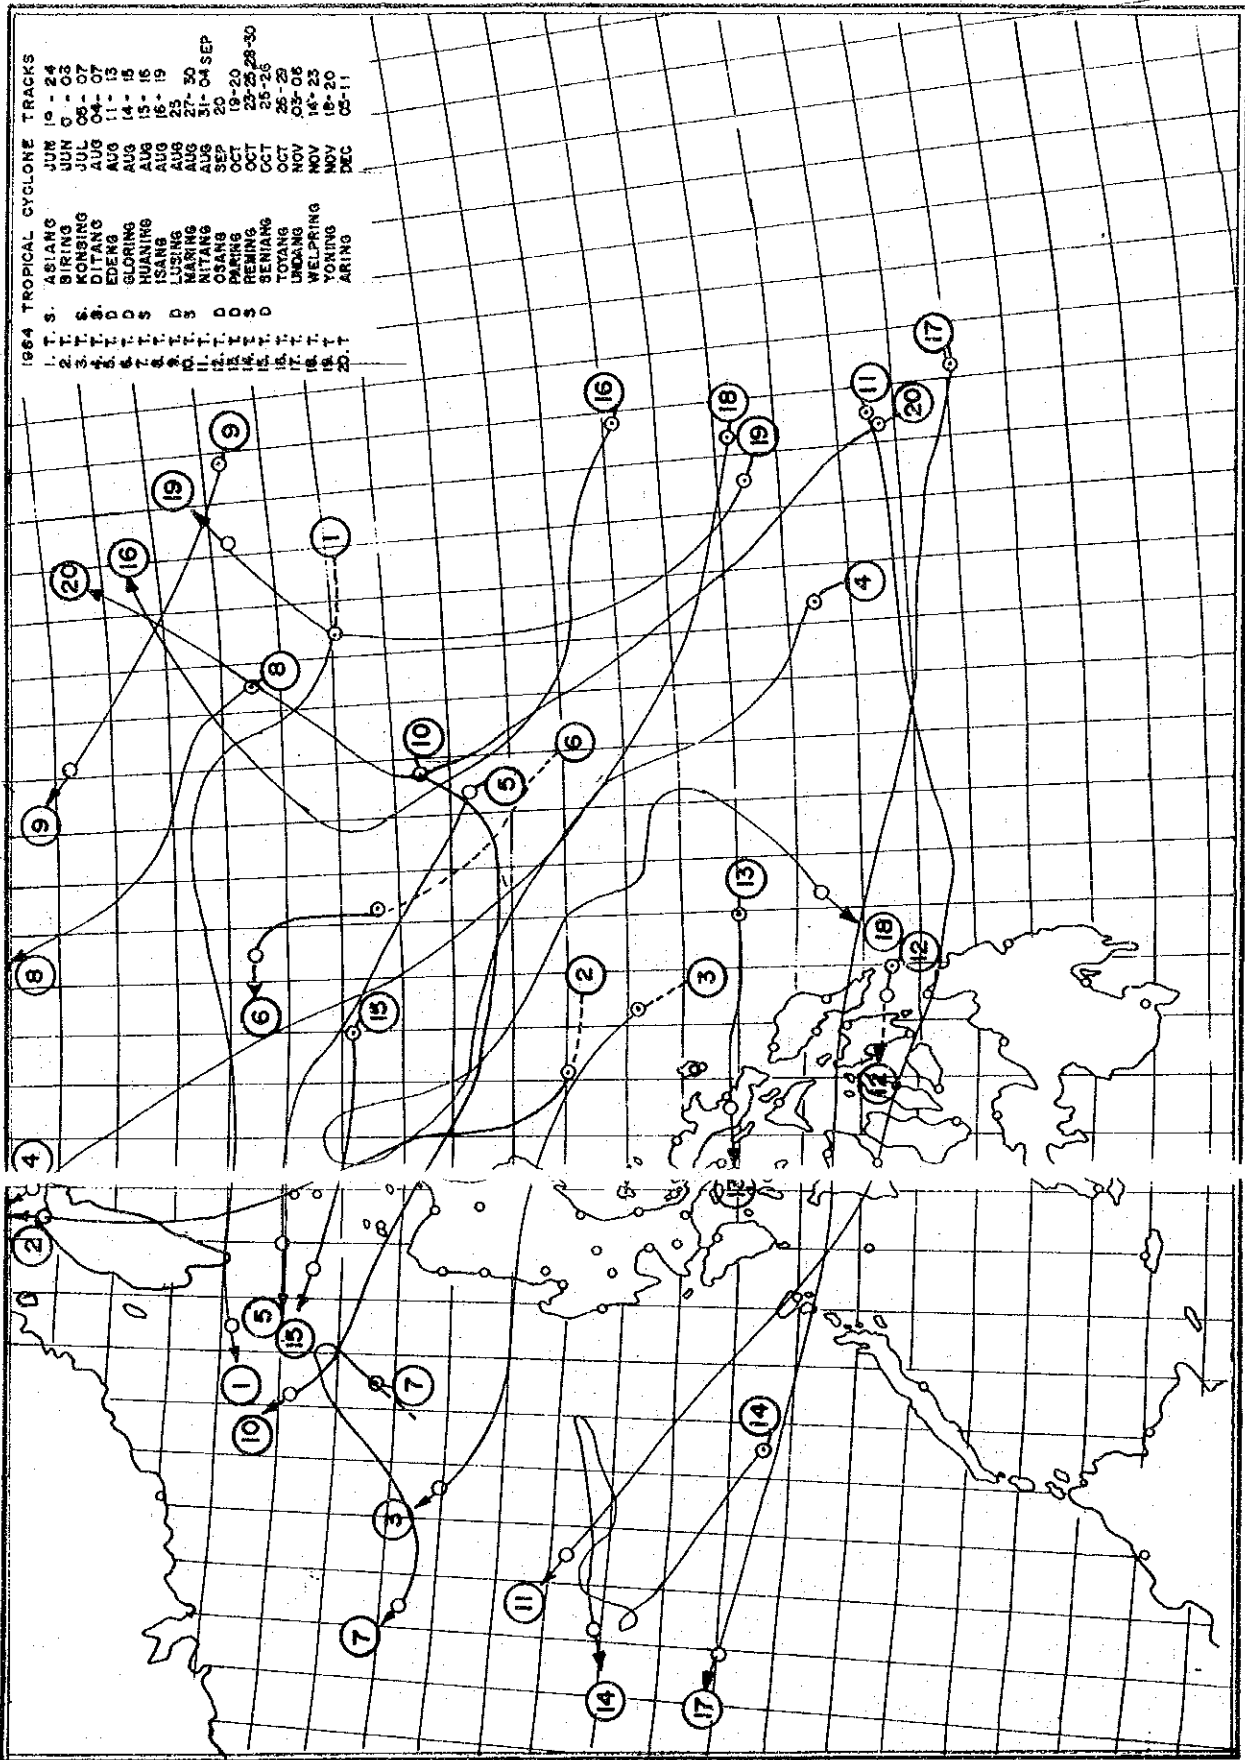 1984 TROPICAL CYCLONE TRACKS
1. T. S. ASIANG JUN 19 - 24
2. T. BIRING JUN - 03
3. T. S. KONSING JUL 05 - 07
4. T. S. DITANG AUG 04 - 07
5. T. D EDENG AUG 11 - 13
6. T. D GLORING AUG 14 - 15
7. T. S HUANING AUG 15 - 16
8. T. ISANG AUG 16 - 19
9. T. D LUSING AUG 25
10. T. S MARING AUG 27 - 30
11. T. NITANG AUG 31 - 04 SEP
12. T. D OSANG SEP 20
13. T. D PARING OCT 19 - 20
14. T. S REMING OCT 23-25, 28-30
15. T. D SENIANG OCT 25 - 26
16. T. TOYANG OCT 26 - 29
17. T. UNDANG NOV 03 - 06
18. T. WELPRING NOV 14 - 23
19. T YONING NOV 18 - 20
20. T ARING DEC 05 - 11
9
19
16
20
1
8
9
10
6
5
16
18
19
11
20
17
4
8
6
15
2
3
13
18
12
12
4
2
5
15
1
10
7
3
7
13
14
11
14
17